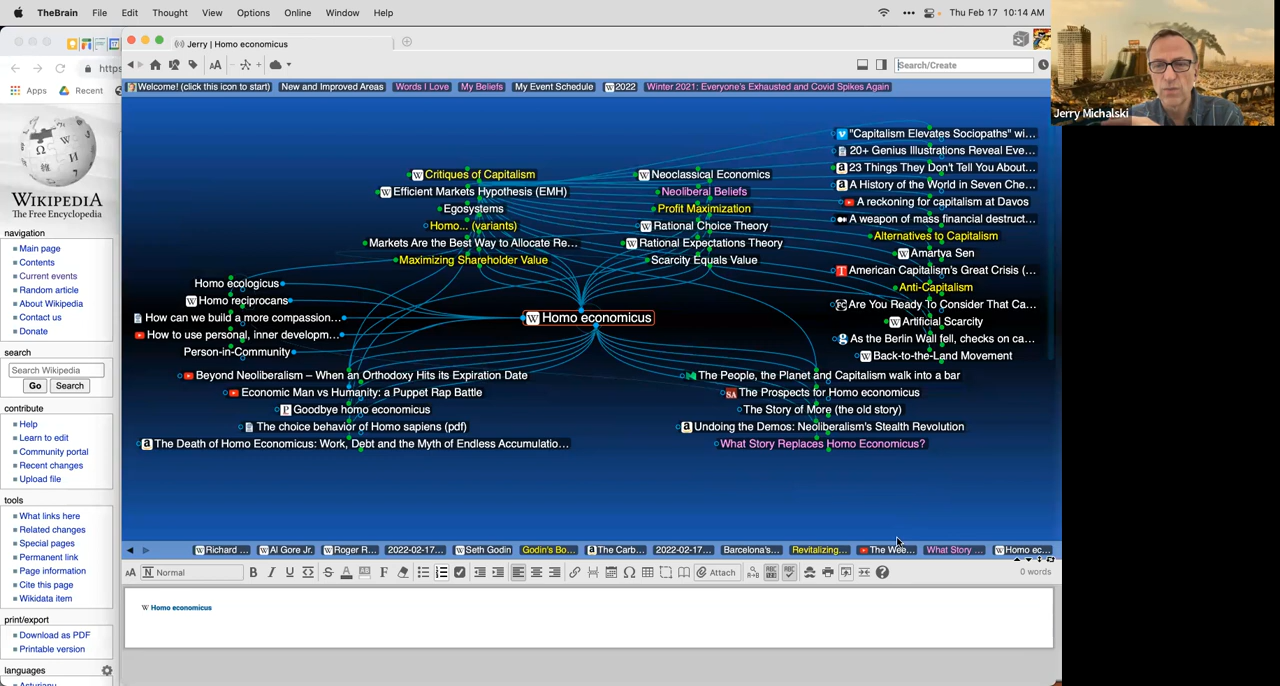 TheBrain File Edit Thought View Options Online Window Help
Thu Feb 17 10:14 AM
Jerry | Homo economicus
https
Apps
Recent
Search/Create
Welcome! (click this icon to start)
New and Improved Areas
Words I Love
My Beliefs
My Event Schedule
2022
Winter 2021: Everyone's Exhausted and Covid Spikes Again
Jerry Michalski
WIKIPEDIA
The Free Encyclopedia
navigation
Main page
Contents
Current events
Random article
About Wikipedia
Contact us
Donate
search
Search Wikipedia
Go Search
contribute
Help
Learn to edit
Community portal
Recent changes
Upload file
tools
What links here
Related changes
Special pages
Permanent link
Page information
Cite this page
Wikidata item
print/export
Download as PDF
Printable version
languages
Critiques of Capitalism
Efficient Markets Hypothesis (EMH)
Egosystems
Homo... (variants)
Markets Are the Best Way to Allocate Re...
Maximizing Shareholder Value
Neoclassical Economics
Neoliberal Beliefs
Profit Maximization
Rational Choice Theory
Rational Expectations Theory
Scarcity Equals Value
"Capitalism Elevates Sociopaths" wi...
20+ Genius Illustrations Reveal Eve...
23 Things They Don't Tell You About...
A History of the World in Seven Che...
A reckoning for capitalism at Davos
A weapon of mass financial destruct...
Alternatives to Capitalism
Amartya Sen
American Capitalism's Great Crisis (...
Anti-Capitalism
Are You Ready To Consider That Ca...
Artificial Scarcity
As the Berlin Wall fell, checks on ca...
Back-to-the-Land Movement
Homo ecologicus
Homo reciprocans
How can we build a more compassion...
How to use personal, inner developm...
Person-in-Community
Homo economicus
Beyond Neoliberalism – When an Orthodoxy Hits its Expiration Date
Economic Man vs Humanity: a Puppet Rap Battle
Goodbye homo economicus
The choice behavior of Homo sapiens (pdf)
The Death of Homo Economicus: Work, Debt and the Myth of Endless Accumulatio...
The People, the Planet and Capitalism walk into a bar
The Prospects for Homo economicus
The Story of More (the old story)
Undoing the Demos: Neoliberalism's Stealth Revolution
What Story Replaces Homo Economicus?
Richard ...
Al Gore Jr.
Roger R...
2022-02-17...
Seth Godin
Godin's Bo...
The Carb...
2022-02-17...
Barcelona's...
Revitalizing...
The Wee...
What Story ...
Homo ec...
Normal
Attach
0 words
Homo economicus